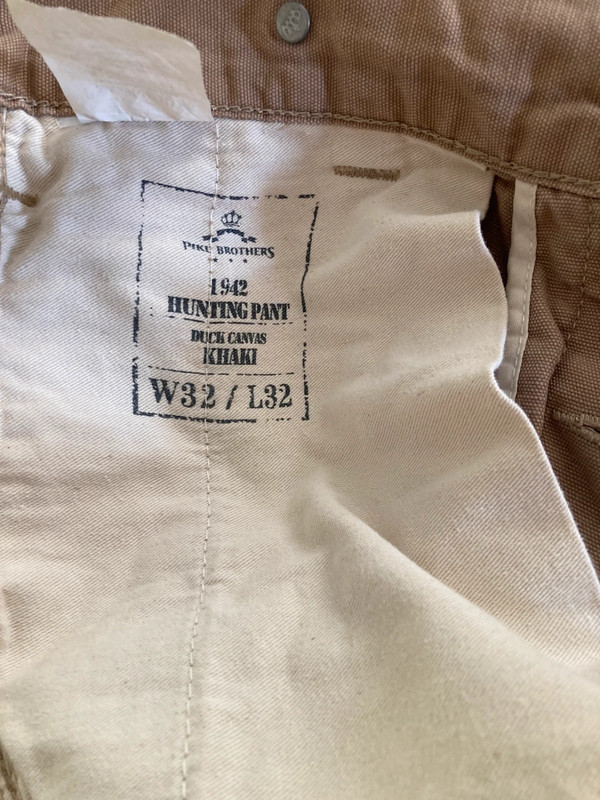 PIKE BROTHERS
1942
HUNTING PANT
DUCK CANVAS
KHAKI
W32 / L32